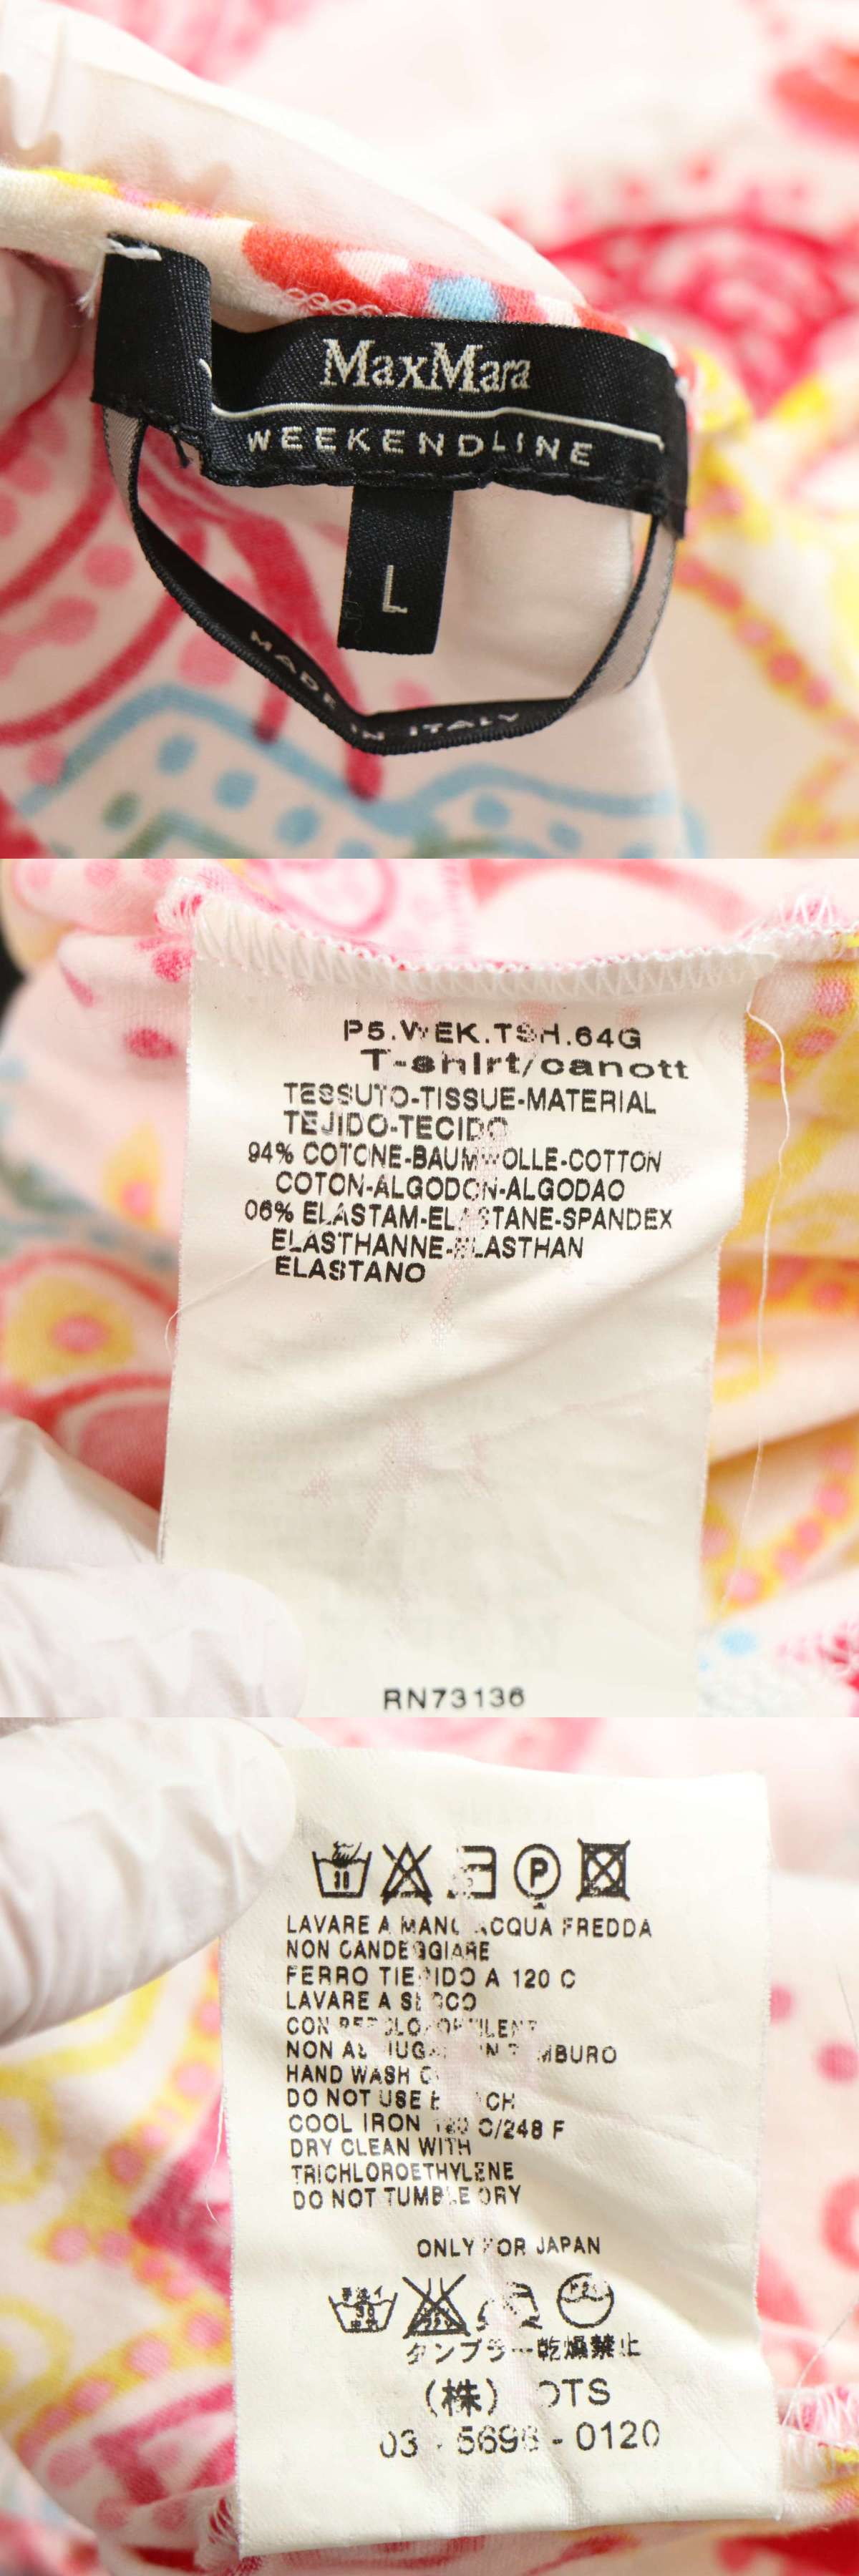 MaxMara
WEEKENDLINE
L
MADE IN ITALY
P5.WEK.TSH.64G
T-shirt/canott
TESSUTO-TISSUE-MATERIAL
TEJIDO-TECIDO
94% COTONE-BAUMWOLLE-COTTON
COTON-ALGODON-ALGODAO
06% ELASTAM-ELASTANE-SPANDEX
ELASTHANNE-ELASTHAN
ELASTANO
RN73136
P
LAVARE A MANO ACQUA FREDDA
NON CANDEGGIARE
FERRO TIEPIDO A 120 C
LAVARE A SECCO
CON
NON
HAND WASH
DO NOT USE
COOL IRON 120 C/248 F
DRY CLEAN WITH
TRICHLOROETHYLENE
DO NOT TUMBLE DRY
ONLY FOR JAPAN
タンブラー乾燥禁止
(株) OTS
03 - 5696 - 0120